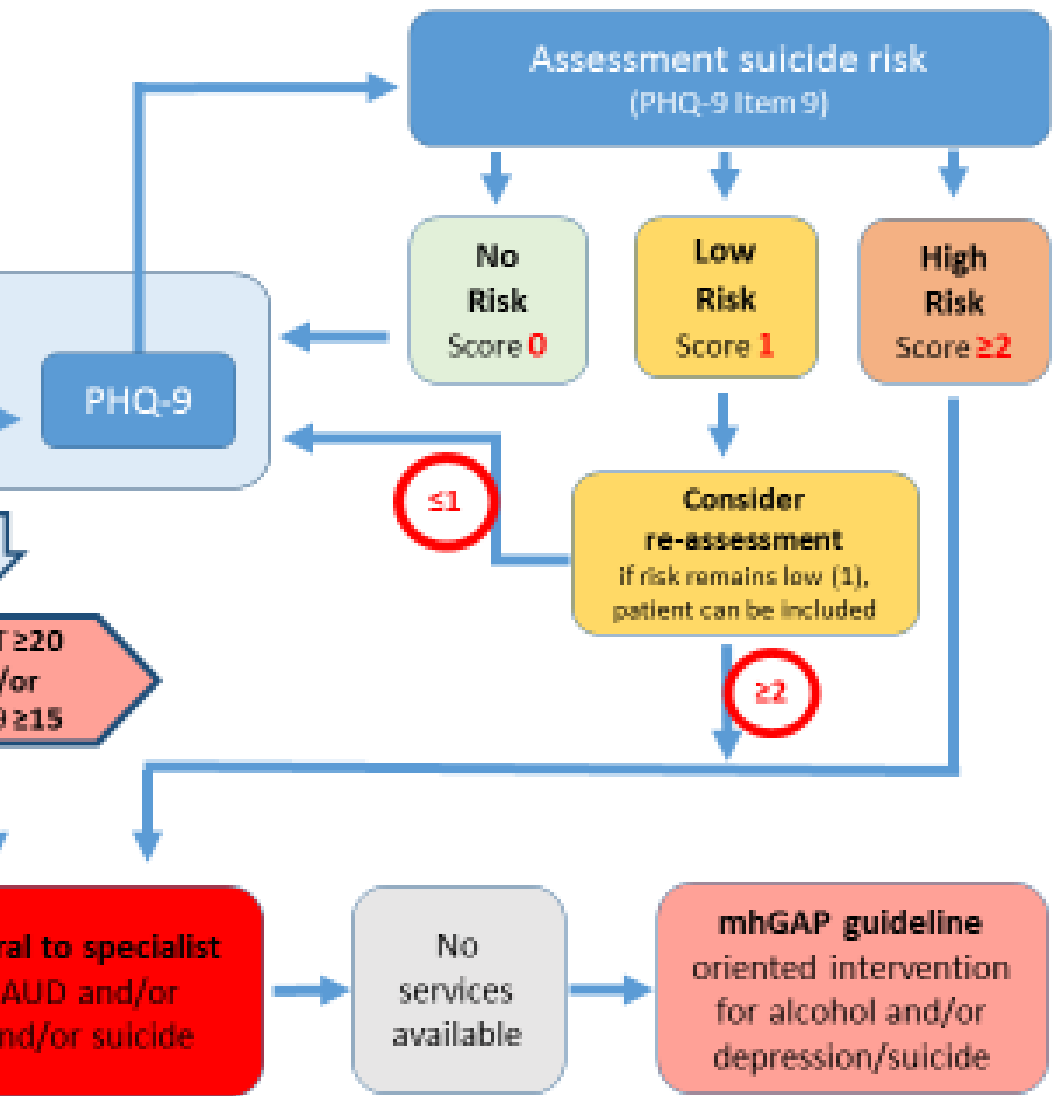 Assessment suicide risk
(PHQ-9 Item 9)
No
Risk
Score 0
Low
Risk
Score 1
High
Risk
Score ≥2
PHQ-9
≤1
Consider
re-assessment
if risk remains low (1),
patient can be included
≥2
T ≥20
/or
9 ≥15
ral to specialist
AUD and/or
nd/or suicide
No
services
available
mhGAP guideline
oriented intervention
for alcohol and/or
depression/suicide